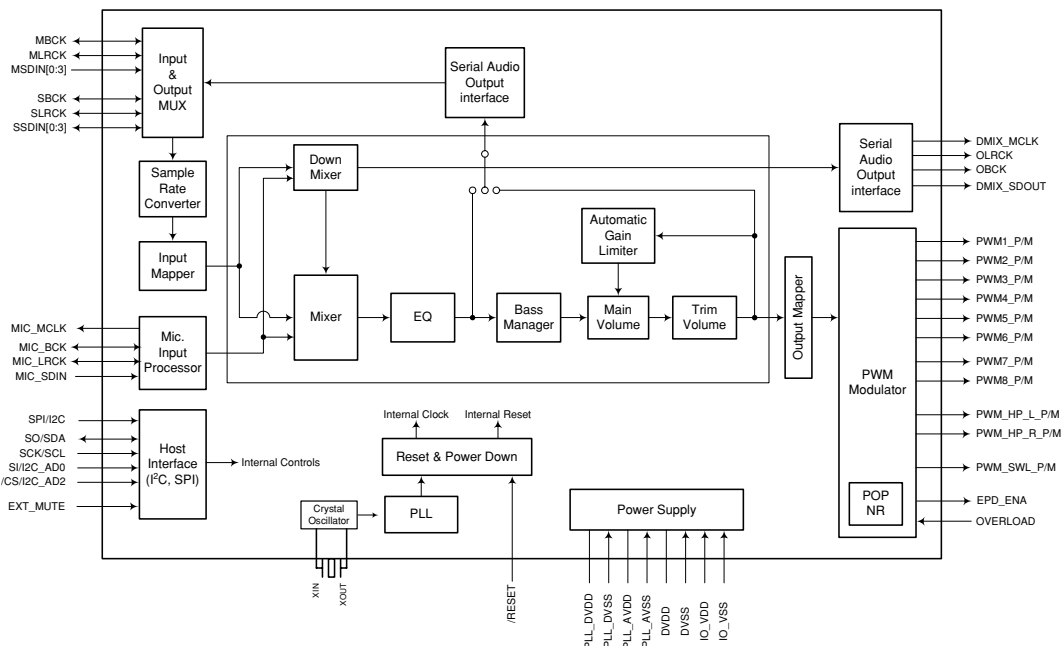 MBCK
MLRCK
MSDIN[0:3]
SBCK
SLRCK
SSDIN[0:3]
Input
&
Output
MUX
Serial Audio
Output
interface
Sample
Rate
Converter
Input
Mapper
Down
Mixer
Mixer
EQ
Bass
Manager
Automatic
Gain
Limiter
Main
Volume
Trim
Volume
Output Mapper
Serial
Audio
Output
interface
DMIX_MCLK
OLRCK
OBCK
DMIX_SDOUT
PWM
Modulator
POP
NR
PWM1_P/M
PWM2_P/M
PWM3_P/M
PWM4_P/M
PWM5_P/M
PWM6_P/M
PWM7_P/M
PWM8_P/M
PWM_HP_L_P/M
PWM_HP_R_P/M
PWM_SWL_P/M
EPD_ENA
OVERLOAD
MIC_MCLK
MIC_BCK
MIC_LRCK
MIC_SDIN
Mic.
Input
Processor
SPI/I2C
SO/SDA
SCK/SCL
SI/I2C_AD0
/CS/I2C_AD2
EXT_MUTE
Host
Interface
(I²C, SPI)
Internal Controls
Internal Clock
Internal Reset
Reset & Power Down
Crystal
Oscillator
PLL
XIN
XOUT
/RESET
Power Supply
PLL_DVDD
PLL_DVSS
PLL_AVDD
PLL_AVSS
DVDD
DVSS
IO_VDD
IO_VSS